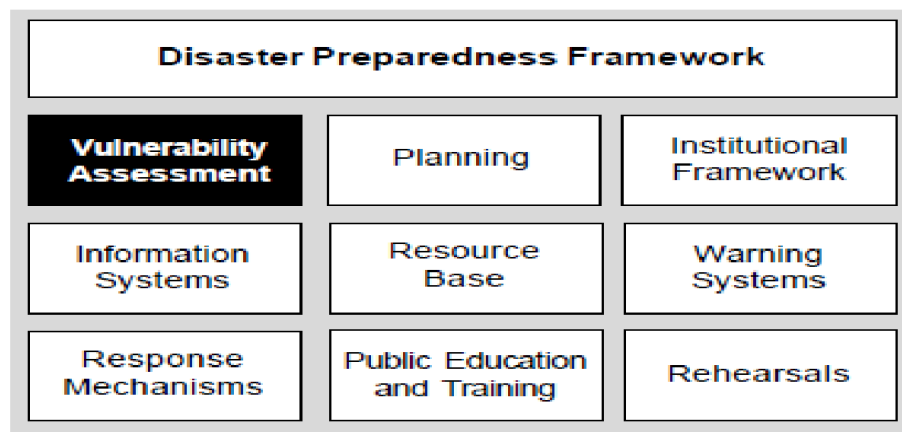 Disaster Preparedness Framework
Vulnerability
Assessment
Planning
Institutional
Framework
Information
Systems
Resource
Base
Warning
Systems
Response
Mechanisms
Public Education
and Training
Rehearsals